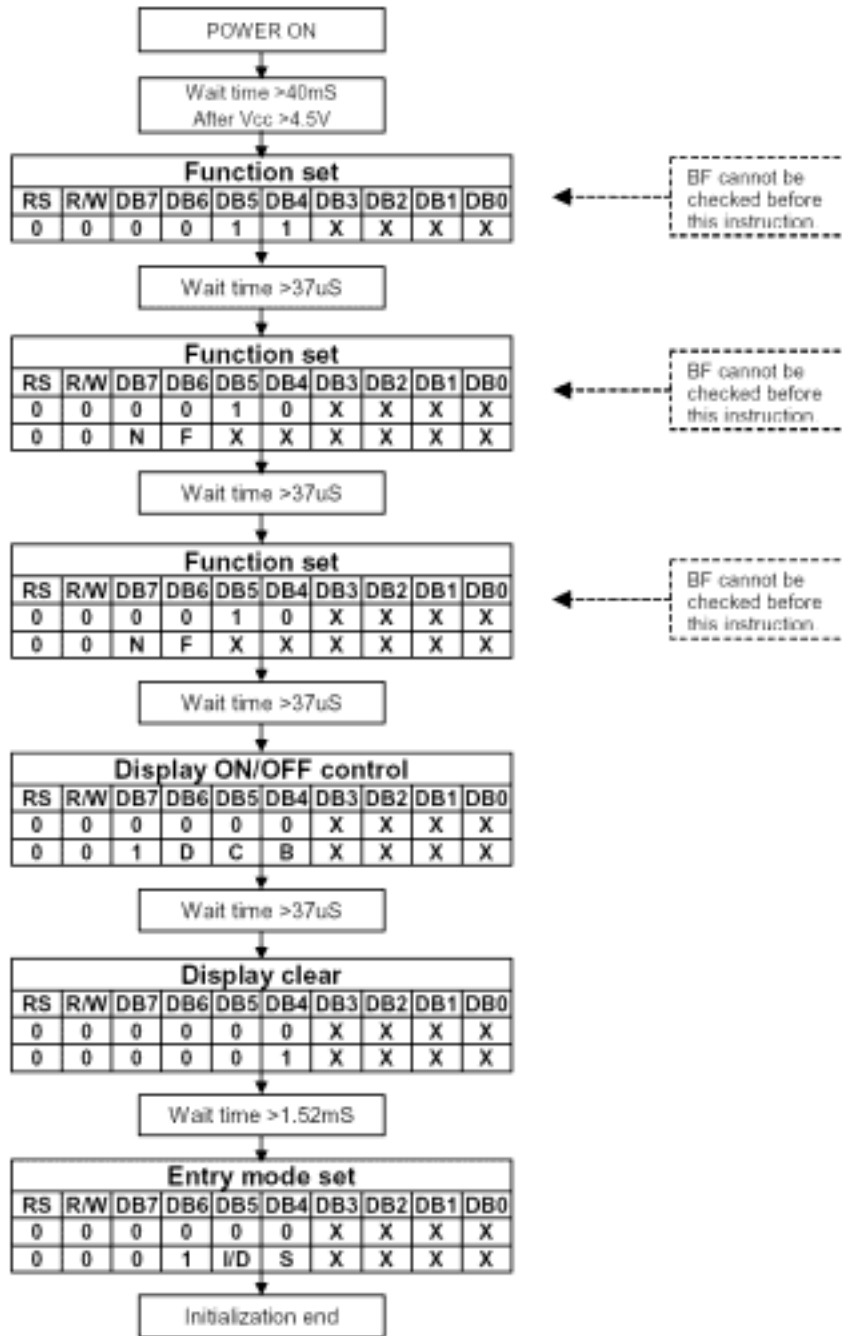 POWER ON
Wait time >40mS
After Vcc >4.5V
Function set
RS R/W DB7 DB6 DB5 DB4 DB3 DB2 DB1 DB0
0 0 0 0 1 1 X X X X
BF cannot be
checked before
this instruction.
Wait time >37uS
Function set
RS R/W DB7 DB6 DB5 DB4 DB3 DB2 DB1 DB0
0 0 0 0 1 0 X X X X
0 0 N F X X X X X X
BF cannot be
checked before
this instruction.
Wait time >37uS
Function set
RS R/W DB7 DB6 DB5 DB4 DB3 DB2 DB1 DB0
0 0 0 0 1 0 X X X X
0 0 N F X X X X X X
BF cannot be
checked before
this instruction.
Wait time >37uS
Display ON/OFF control
RS R/W DB7 DB6 DB5 DB4 DB3 DB2 DB1 DB0
0 0 0 0 0 0 X X X X
0 0 1 D C B X X X X
Wait time >37uS
Display clear
RS R/W DB7 DB6 DB5 DB4 DB3 DB2 DB1 DB0
0 0 0 0 0 0 X X X X
0 0 0 0 0 1 X X X X
Wait time >1.52mS
Entry mode set
RS R/W DB7 DB6 DB5 DB4 DB3 DB2 DB1 DB0
0 0 0 0 0 0 X X X X
0 0 0 1 I/D S X X X X
Initialization end